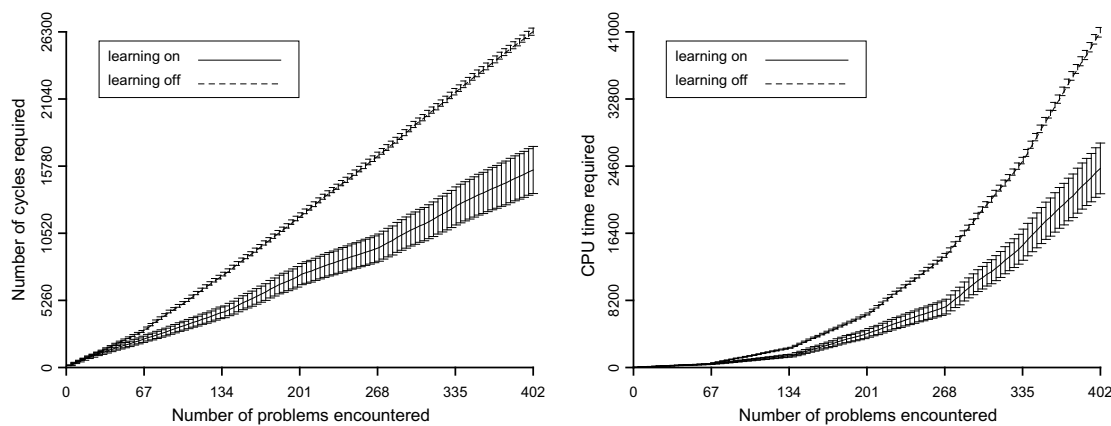 Number of cycles required
26300
21040
15780
10520
5260
0
learning on
learning off
0 67 134 201 268 335 402
Number of problems encountered
CPU time required
41000
32800
24600
16400
8200
0
learning on
learning off
0 67 134 201 268 335 402
Number of problems encountered